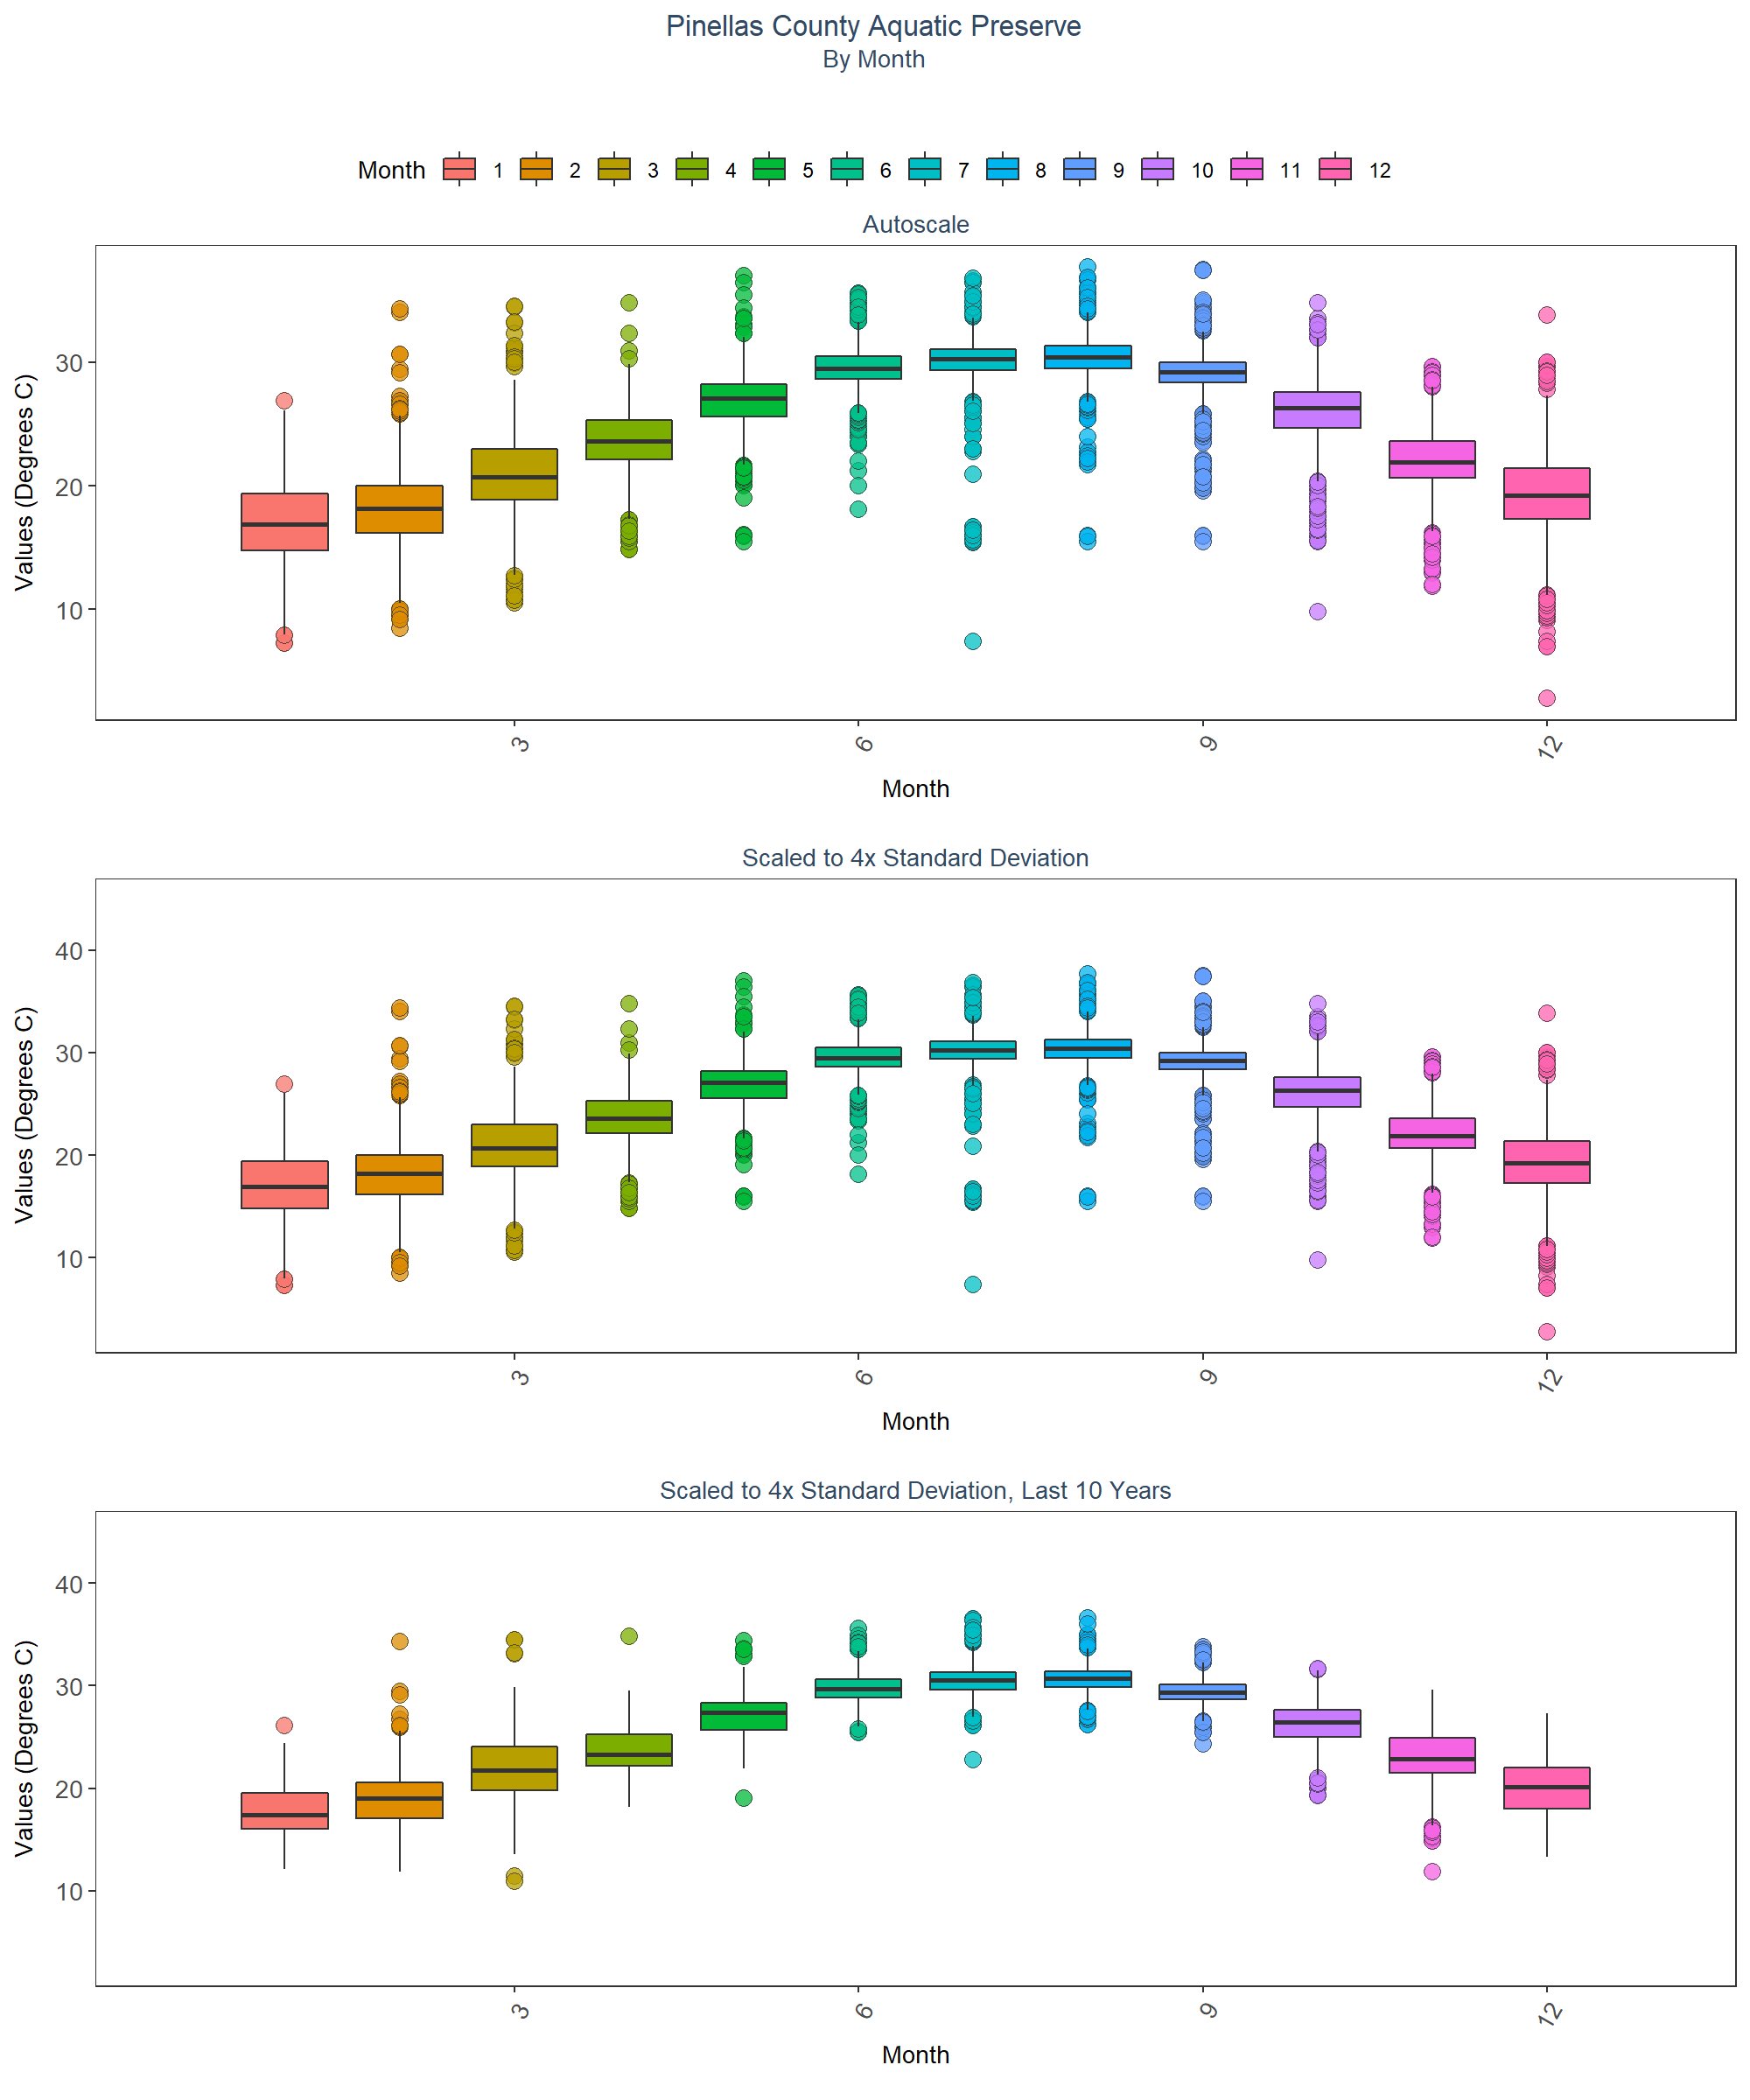 Pinellas County Aquatic Preserve
By Month
Month 1 2 3 4 5 6 7 8 9 10 11 12
Autoscale
Values (Degrees C)
30
20
10
3 6 9 12
Month
Scaled to 4x Standard Deviation
Values (Degrees C)
40
30
20
10
3 6 9 12
Month
Scaled to 4x Standard Deviation, Last 10 Years
Values (Degrees C)
40
30
20
10
3 6 9 12
Month